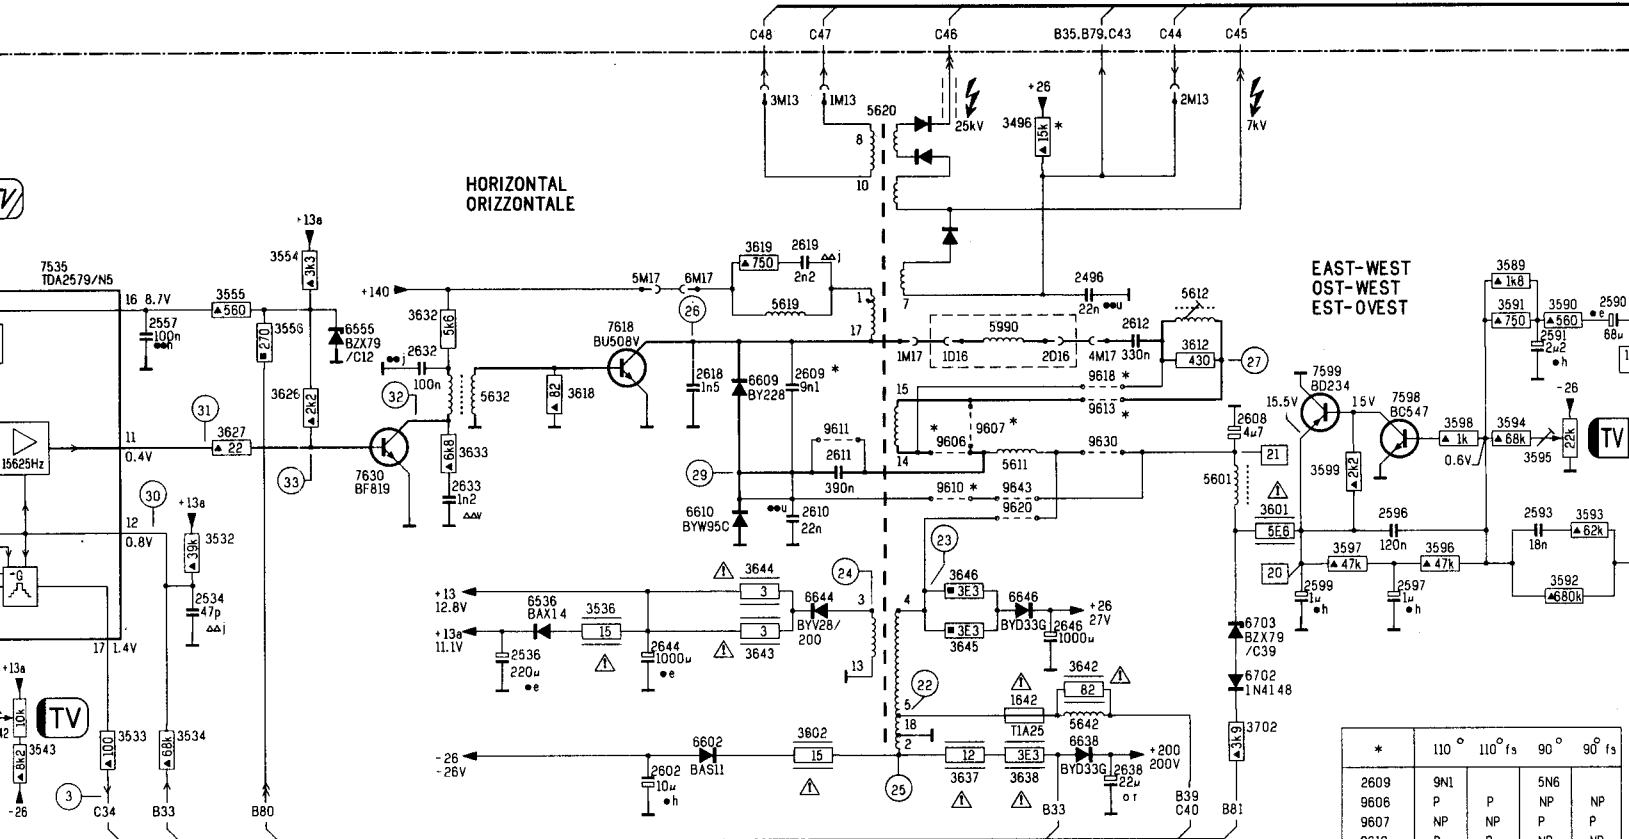 C48
C47
C46
B35.B79.C43
C44
C45
3M13
1M13
5620
25kV
+26
3496
15k
*
2M13
7kV
8
10
HORIZONTAL
ORIZZONTALE
EAST-WEST
OST-WEST
EST-OVEST
7535
TDA2579/N5
+13a
3554
3k3
16 8.7V
3555
560
2557
100n
h
3556
270
6555
BZX79
/C12
+140
3632
5k6
2632
100n
j
5M17
6M17
26
3619
750
2619
2n2
j
5619
1
17
7
2496
22n
u
5612
3612
430
27
7618
BU508V
2618
1n5
6609
BY228
2609
9n1
*
5990
1M17
1D16
2D16
4M17
2612
330n
9618 *
9613 *
15
14
9606
*
9607 *
9630
5611
3626
2k2
32
5632
82
3618
31
3627
22
11
0.4V
15625Hz
33
7630
BF819
6k8
3633
2633
1n2
v
29
9611
2611
390n
9610 *
9643
9620
6610
BYW95C
u
2610
22n
2608
4µ7
21
5601
3601
5E6
7599
BD234
15.5V
15V
7598
BC547
3599
2k2
3598
1k
0.6V
3594
68k
3595
22k
-26
TV
3589
1k8
3591
750
3590
560
e
2590
68µ
2591
2µ2
h
2596
120n
2593
18n
3593
62k
3592
680k
20
3597
47k
3596
47k
2599
1µ
h
2597
1µ
h
30
12
0.8V
+13a
3532
39k
2534
47p
j
-G
17 1.4V
+13
12.8V
+13a
11.1V
6536
BAX14
3536
15
2536
220µ
e
2644
1000µ
e
3644
3
3
3643
6644
BYV28/
200
24
3
13
4
23
3646
3E3
3E3
3645
6646
BYD33G
+26
27V
2646
1000µ
22
5
18
2
1642
T1A25
3642
82
5642
6703
BZX79
/C39
6702
1N4148
3702
3k9
+13a
10k
TV
3543
8k2
-26
3533
100
3534
68k
3
C34
B33
B80
-26
-26V
2602
10µ
h
6602
BAS11
3602
15
25
12
3637
3E3
3638
6638
BYD33G
+200
200V
2638
22µ
r
B33
B39
C40
B81
* 110° 110°fs 90° 90°fs
2609 9N1 5N6
9606 P P NP NP
9607 NP NP P P